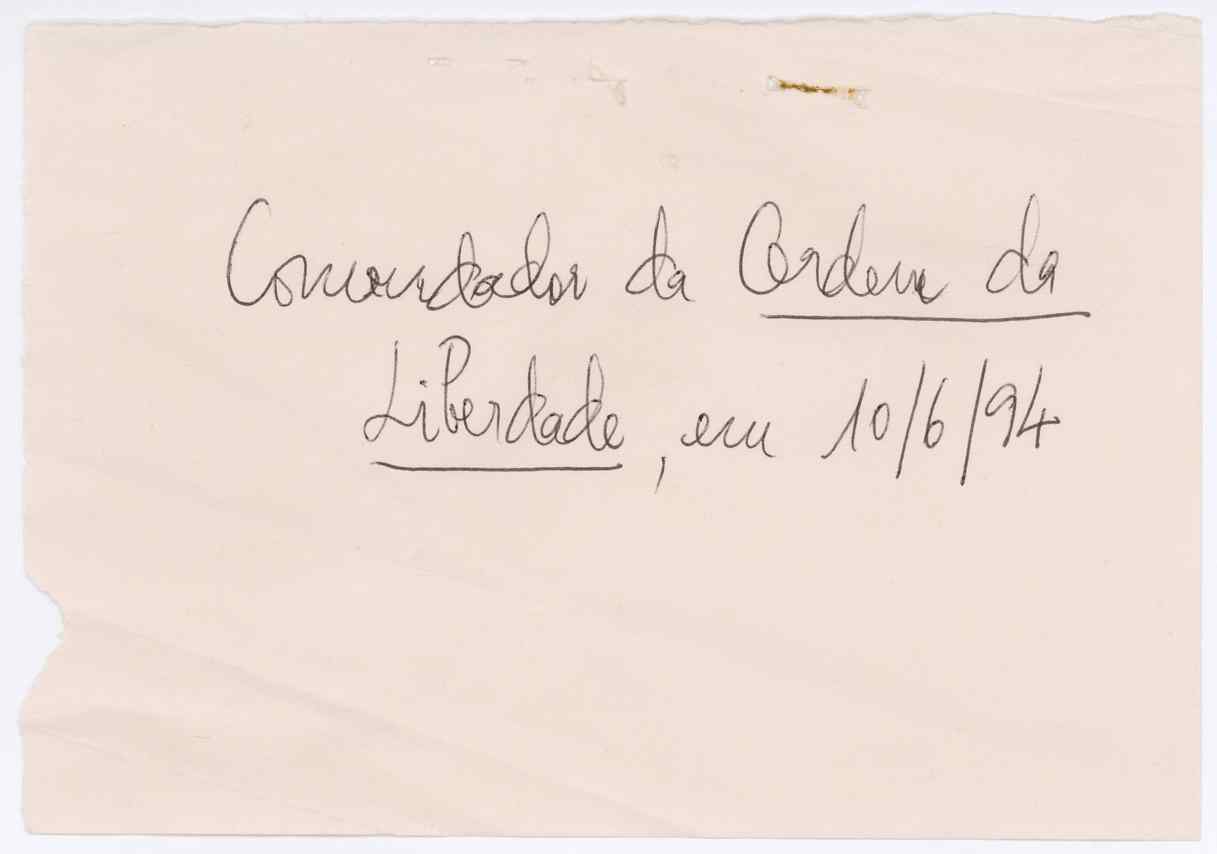 Comendador da Ordem da
Liberdade, em 10/6/94